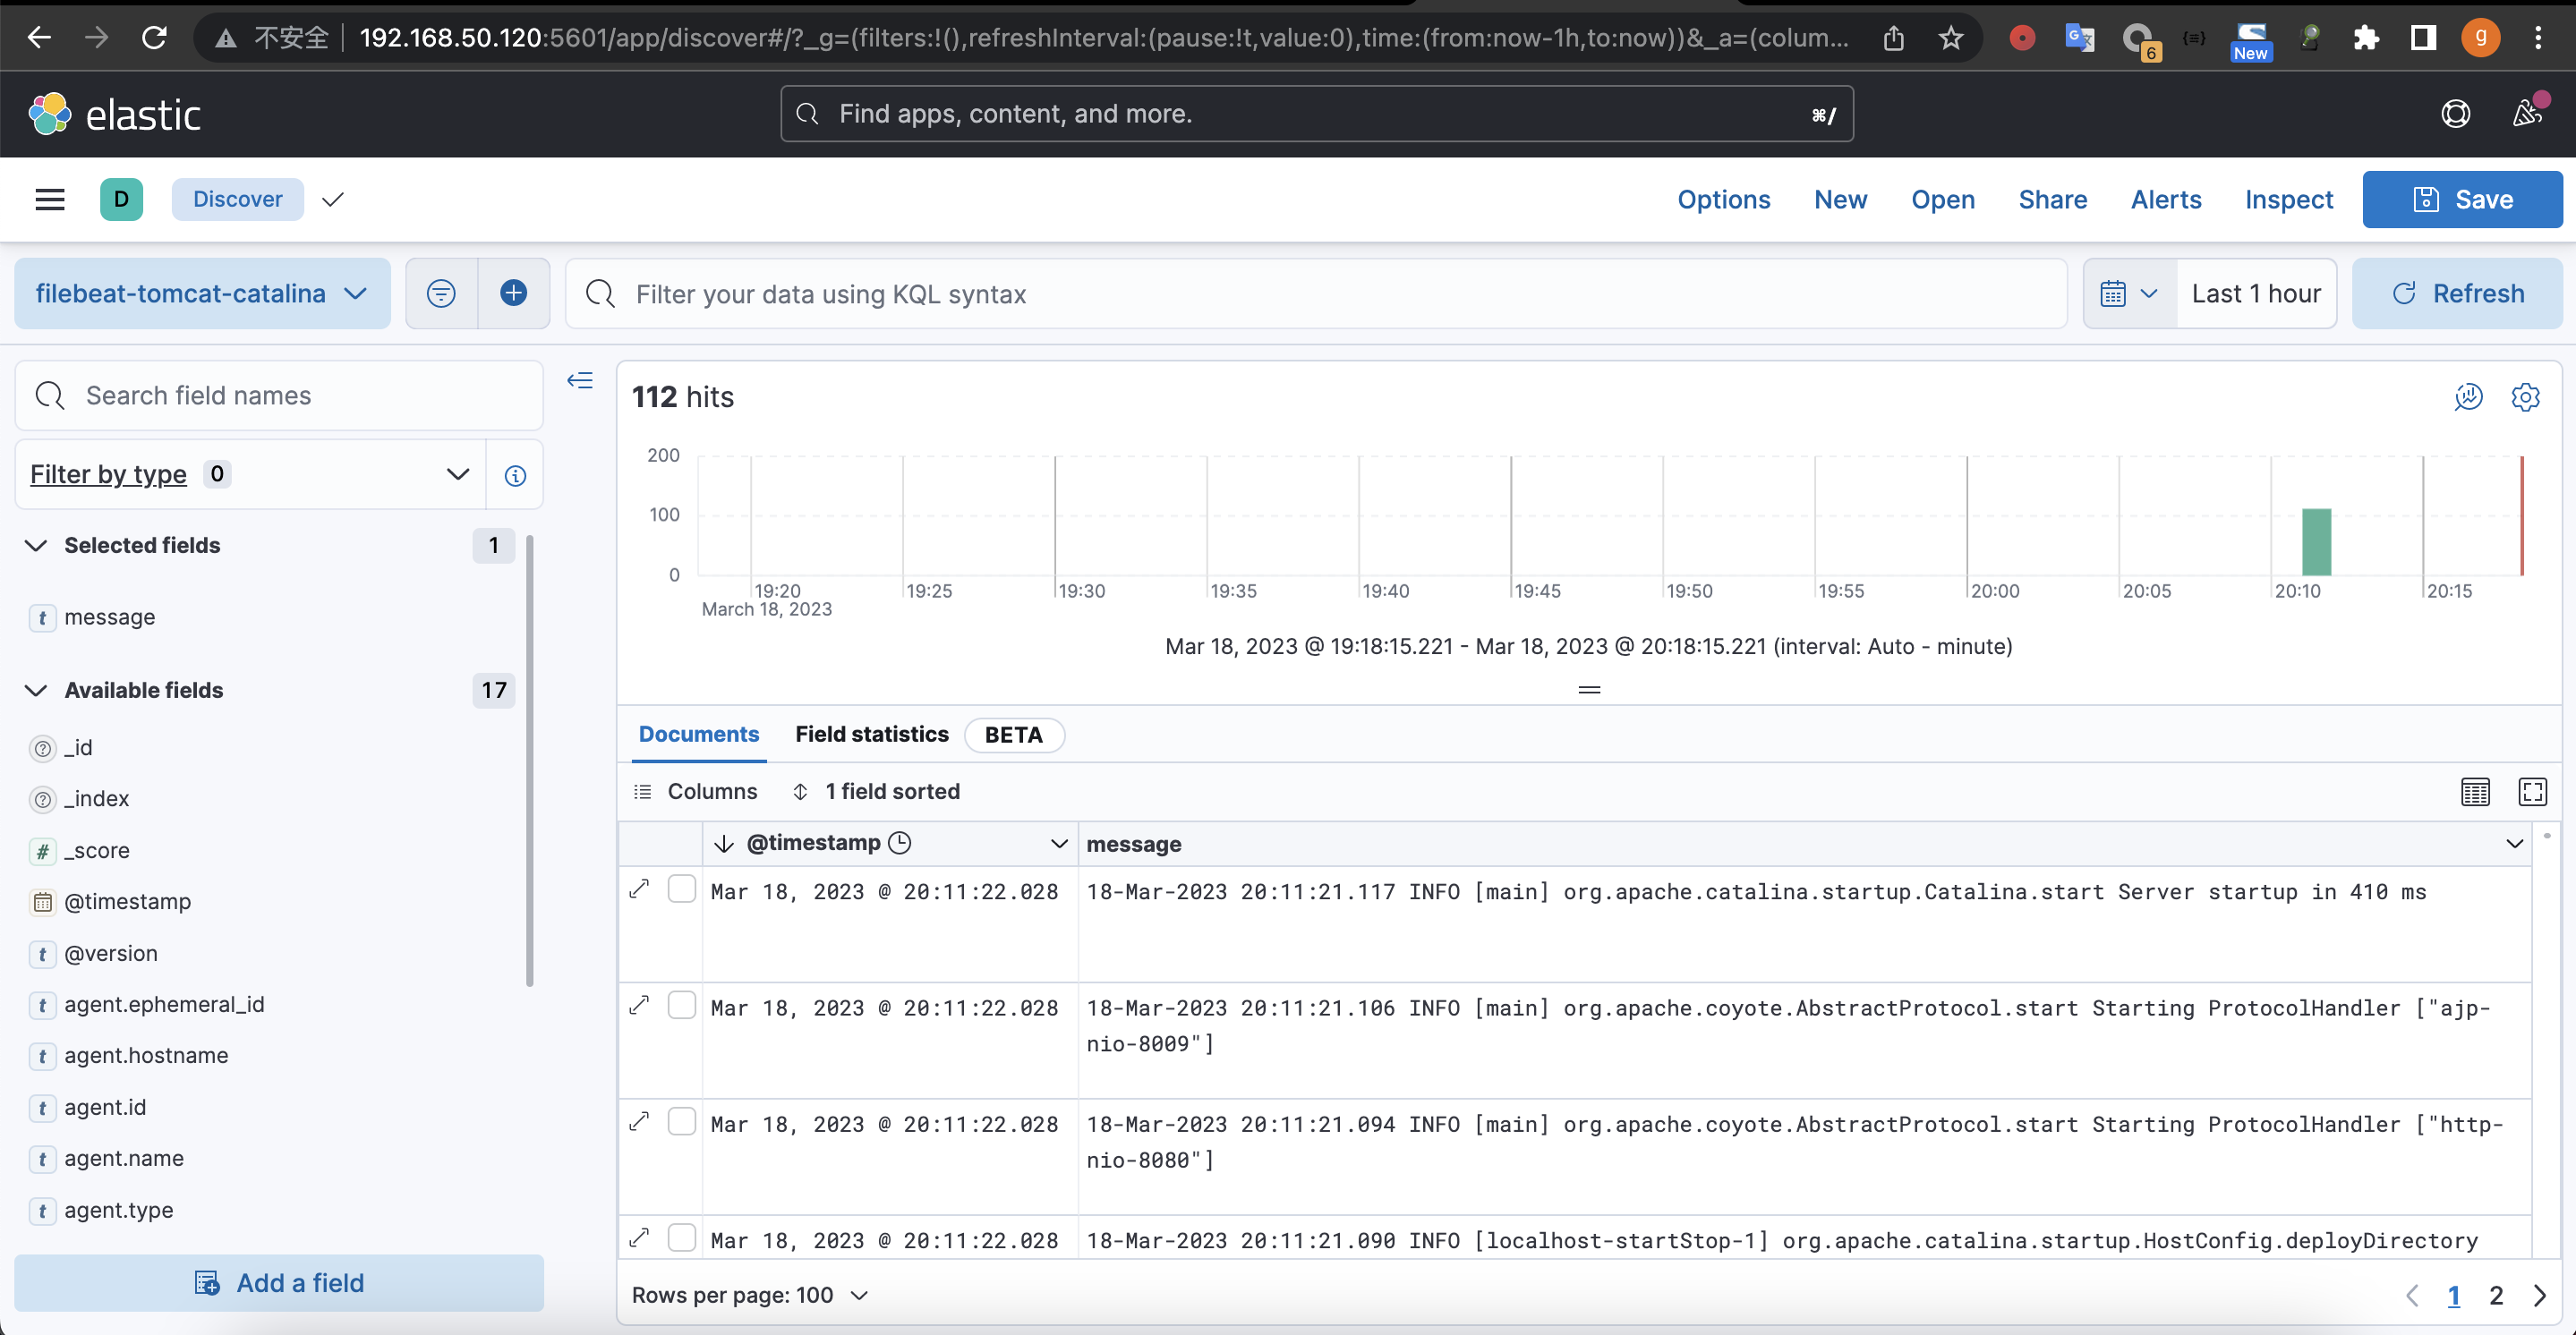 不安全 192.168.50.120:5601/app/discover#/?_g=(filters:!(),refreshInterval:(pause:!t,value:0),time:(from:now-1h,to:now))&_a=(colum...
6
New
g
elastic
Find apps, content, and more.
⌘/
D
Discover
Options
New
Open
Share
Alerts
Inspect
Save
filebeat-tomcat-catalina
Filter your data using KQL syntax
Last 1 hour
Refresh
Search field names
Filter by type 0
Selected fields 1
t message
Available fields 17
_id
_index
# _score
@timestamp
t @version
t agent.ephemeral_id
t agent.hostname
t agent.id
t agent.name
t agent.type
Add a field
112 hits
200
100
0
19:20 19:25 19:30 19:35 19:40 19:45 19:50 19:55 20:00 20:05 20:10 20:15
March 18, 2023
Mar 18, 2023 @ 19:18:15.221 - Mar 18, 2023 @ 20:18:15.221 (interval: Auto - minute)
Documents
Field statistics BETA
Columns
1 field sorted
@timestamp message
Mar 18, 2023 @ 20:11:22.028 18-Mar-2023 20:11:21.117 INFO [main] org.apache.catalina.startup.Catalina.start Server startup in 410 ms
Mar 18, 2023 @ 20:11:22.028 18-Mar-2023 20:11:21.106 INFO [main] org.apache.coyote.AbstractProtocol.start Starting ProtocolHandler ["ajp-
nio-8009"]
Mar 18, 2023 @ 20:11:22.028 18-Mar-2023 20:11:21.094 INFO [main] org.apache.coyote.AbstractProtocol.start Starting ProtocolHandler ["http-
nio-8080"]
Mar 18, 2023 @ 20:11:22.028 18-Mar-2023 20:11:21.090 INFO [localhost-startStop-1] org.apache.catalina.startup.HostConfig.deployDirectory
Rows per page: 100
1 2